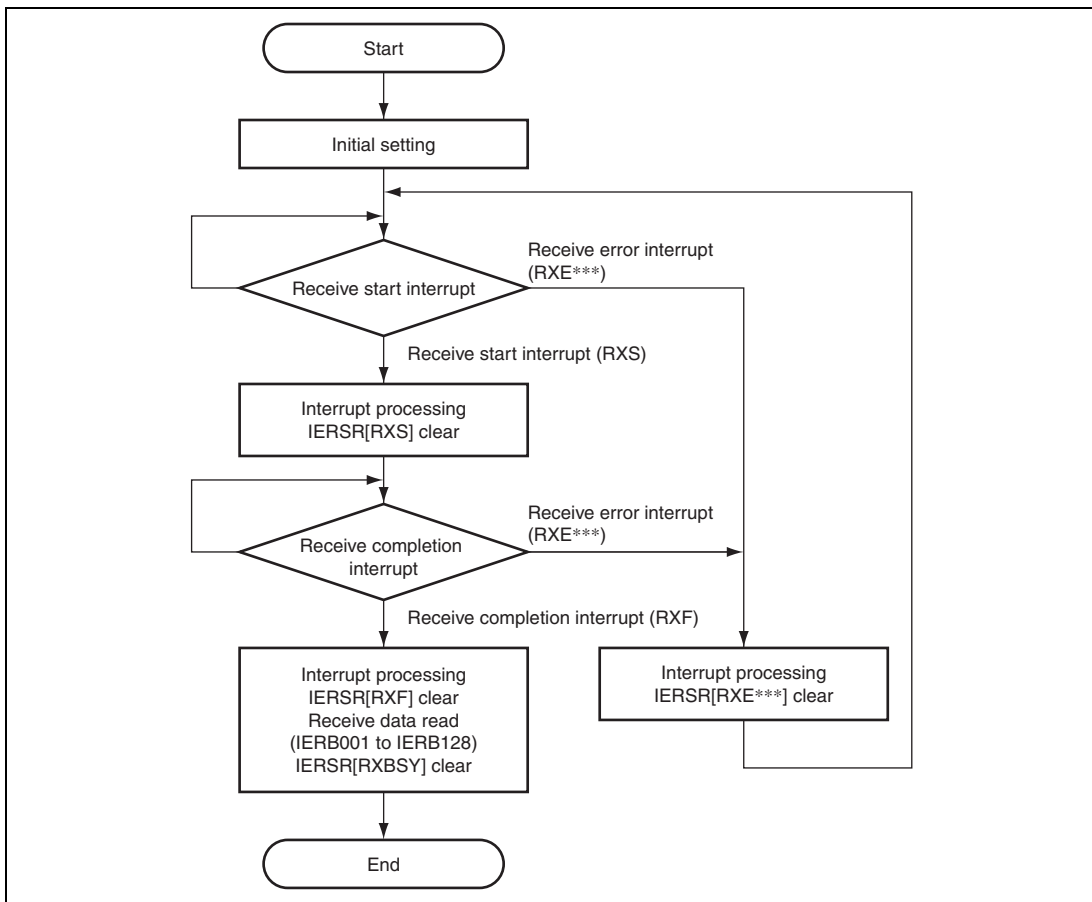 Start
Initial setting
Receive error interrupt
(RXE***)
Receive start interrupt
Receive start interrupt (RXS)
Interrupt processing
IERSR[RXS] clear
Receive error interrupt
(RXE***)
Receive completion
interrupt
Receive completion interrupt (RXF)
Interrupt processing
IERSR[RXF] clear
Receive data read
(IERB001 to IERB128)
IERSR[RXBSY] clear
Interrupt processing
IERSR[RXE***] clear
End